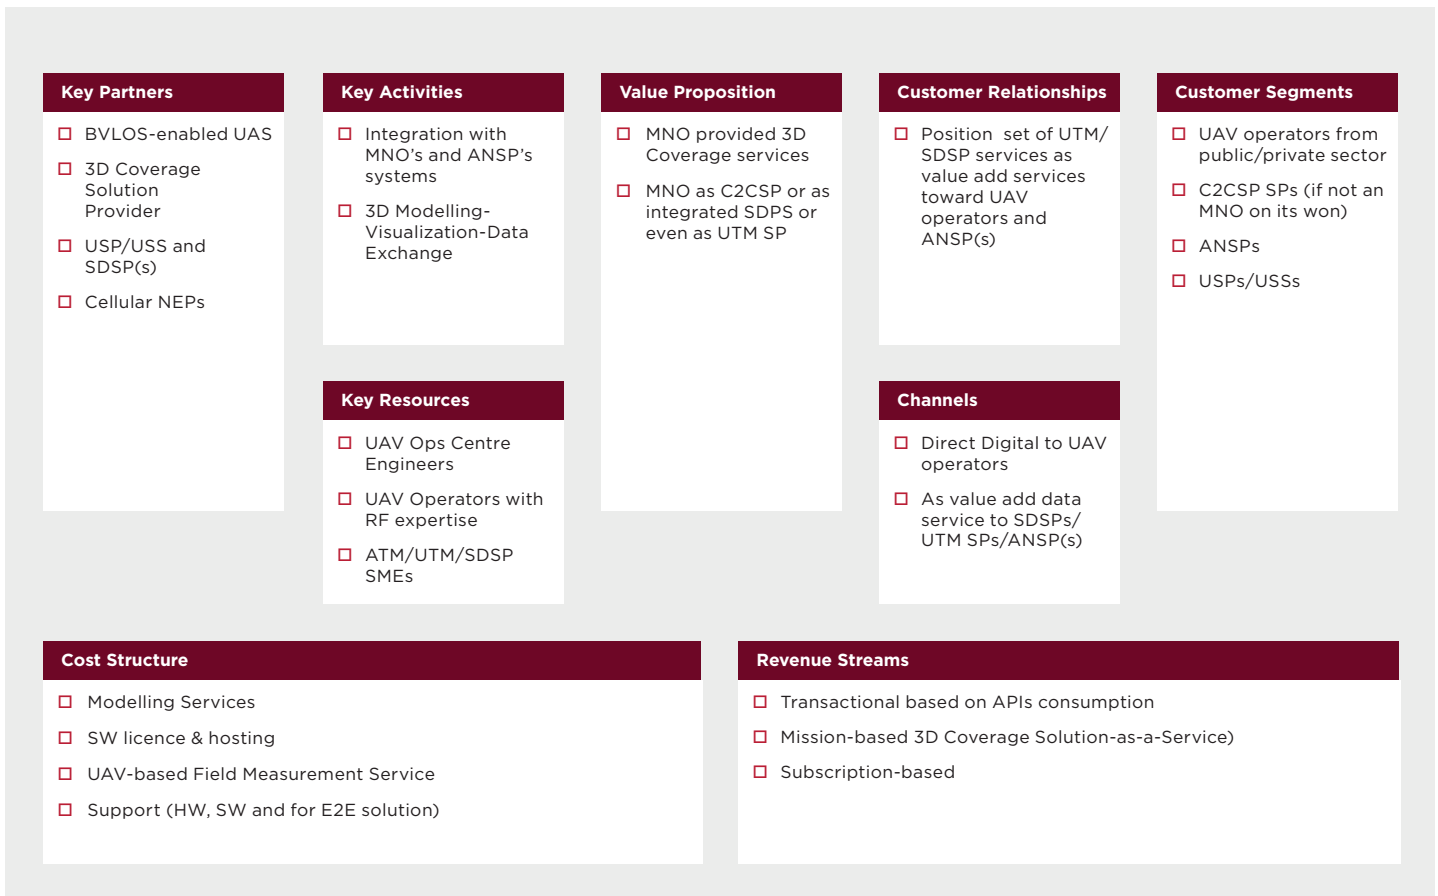 Key Partners
BVLOS-enabled UAS
3D Coverage
Solution
Provider
USP/USS and
SDSP(s)
Cellular NEPs
Key Activities
Integration with
MNO's and ANSP's
systems
3D Modelling-
Visualization-Data
Exchange
Key Resources
UAV Ops Centre
Engineers
UAV Operators with
RF expertise
ATM/UTM/SDSP
SMEs
Value Proposition
MNO provided 3D
Coverage services
MNO as C2CSP or as
integrated SDPS or
even as UTM SP
Customer Relationships
Position set of UTM/
SDSP services as
value add services
toward UAV
operators and
ANSP(s)
Channels
Direct Digital to UAV
operators
As value add data
service to SDSPs/
UTM SPs/ANSP(s)
Customer Segments
UAV operators from
public/private sector
C2CSP SPs (if not an
MNO on its won)
ANSPs
USPs/USSs
Cost Structure
Modelling Services
SW licence & hosting
UAV-based Field Measurement Service
Support (HW, SW and for E2E solution)
Revenue Streams
Transactional based on APIs consumption
Mission-based 3D Coverage Solution-as-a-Service)
Subscription-based